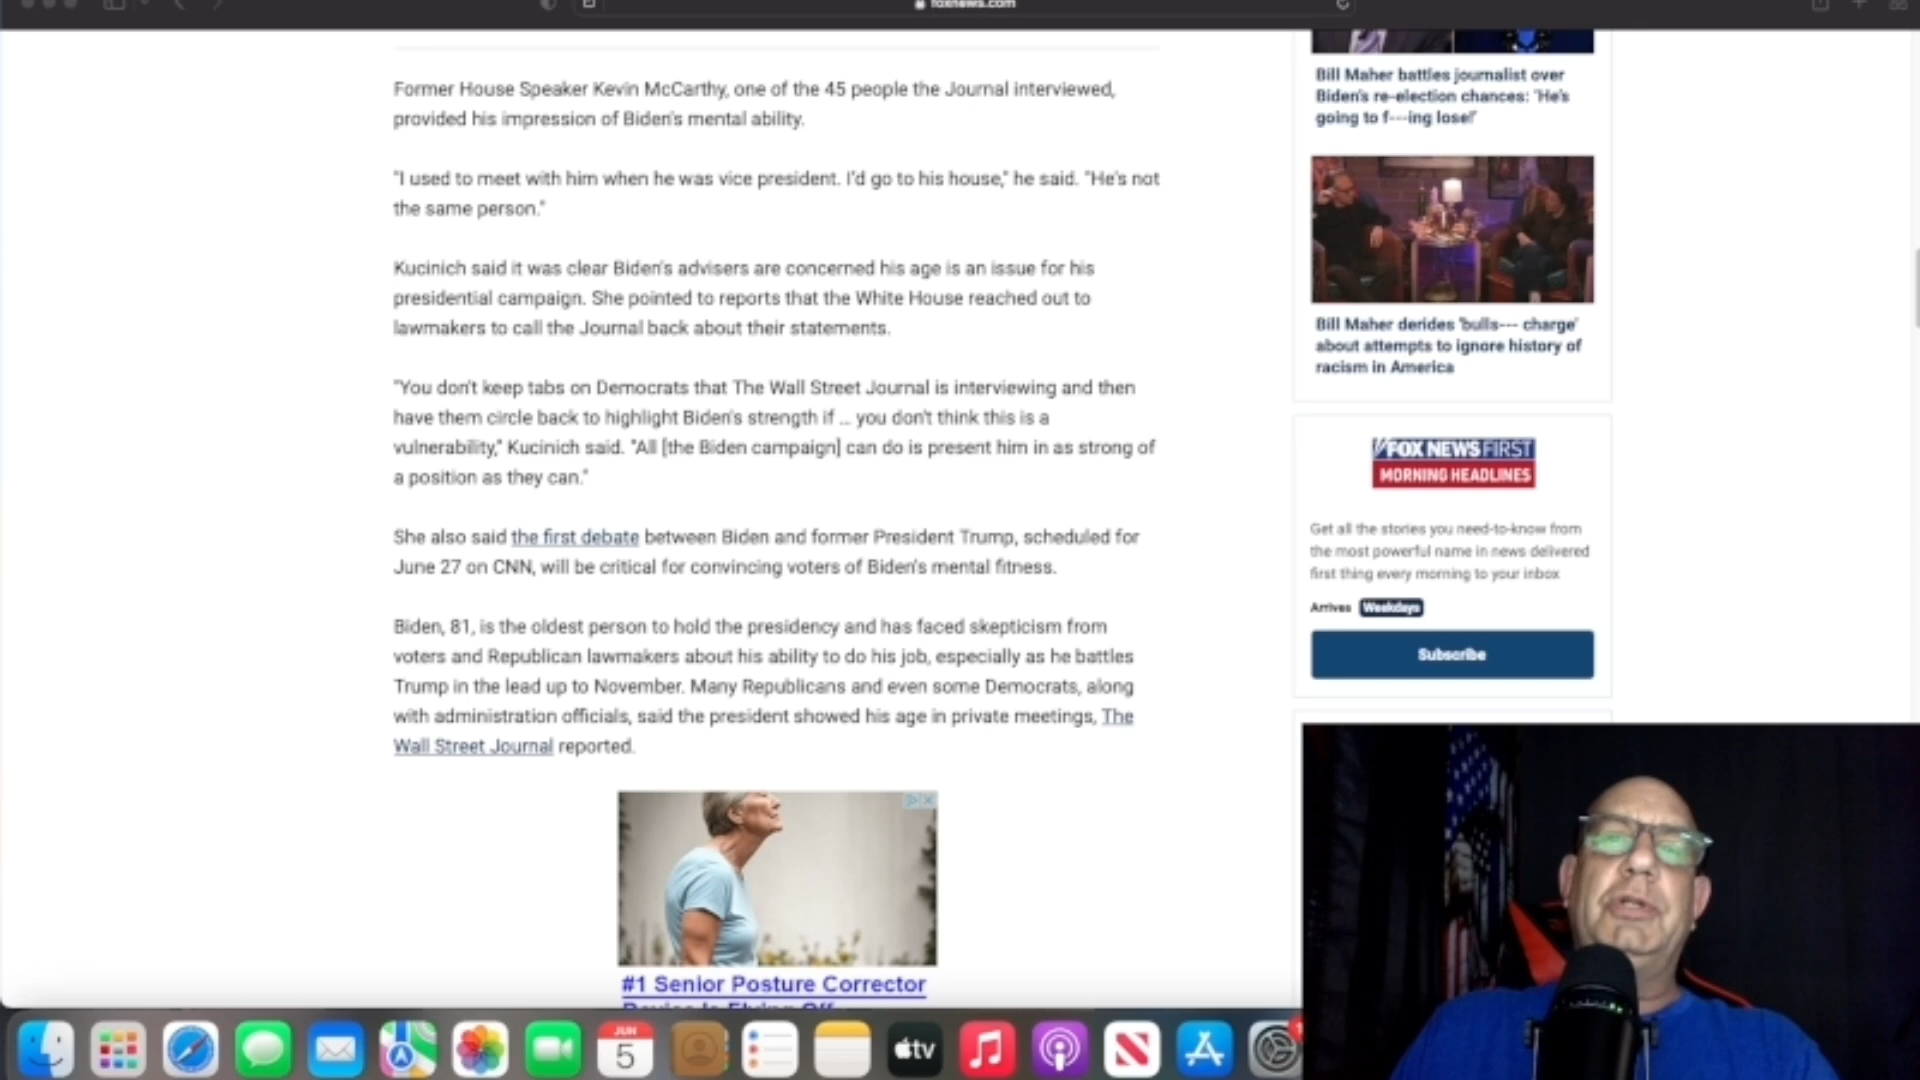 foxnews.com
Former House Speaker Kevin McCarthy, one of the 45 people the Journal interviewed,
provided his impression of Biden's mental ability.
"I used to meet with him when he was vice president. I'd go to his house," he said. "He's not
the same person."
Kucinich said it was clear Biden's advisers are concerned his age is an issue for his
presidential campaign. She pointed to reports that the White House reached out to
lawmakers to call the Journal back about their statements.
"You don't keep tabs on Democrats that The Wall Street Journal is interviewing and then
have them circle back to highlight Biden's strength if ... you don't think this is a
vulnerability," Kucinich said. "All [the Biden campaign] can do is present him in as strong of
a position as they can."
She also said the first debate between Biden and former President Trump, scheduled for
June 27 on CNN, will be critical for convincing voters of Biden's mental fitness.
Biden, 81, is the oldest person to hold the presidency and has faced skepticism from
voters and Republican lawmakers about his ability to do his job, especially as he battles
Trump in the lead up to November. Many Republicans and even some Democrats, along
with administration officials, said the president showed his age in private meetings, The
Wall Street Journal reported.
#1 Senior Posture Corrector
Device Is Flying Off
Bill Maher battles journalist over
Biden's re-election chances: 'He's
going to f---ing lose!'
Bill Maher derides 'bulls--- charge'
about attempts to ignore history of
racism in America
FOX NEWS FIRST
MORNING HEADLINES
Get all the stories you need-to-know from
the most powerful name in news delivered
first thing every morning to your inbox
Arrives Weekdays
Subscribe
JUN
5
tv